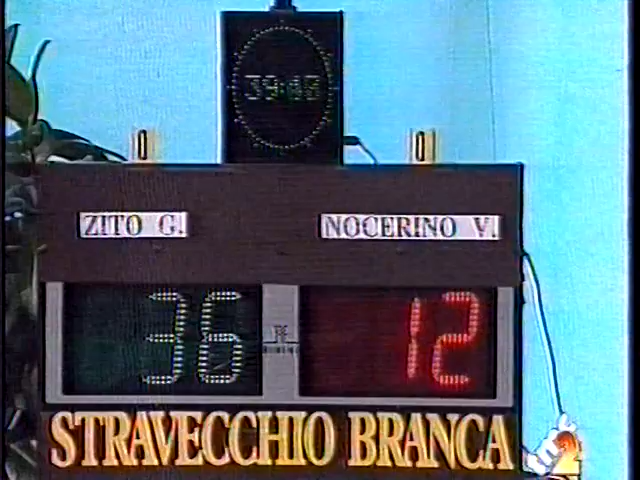 0 0
ZITO G. NOCERINO V.
36 12
STRAVECCHIO BRANCA